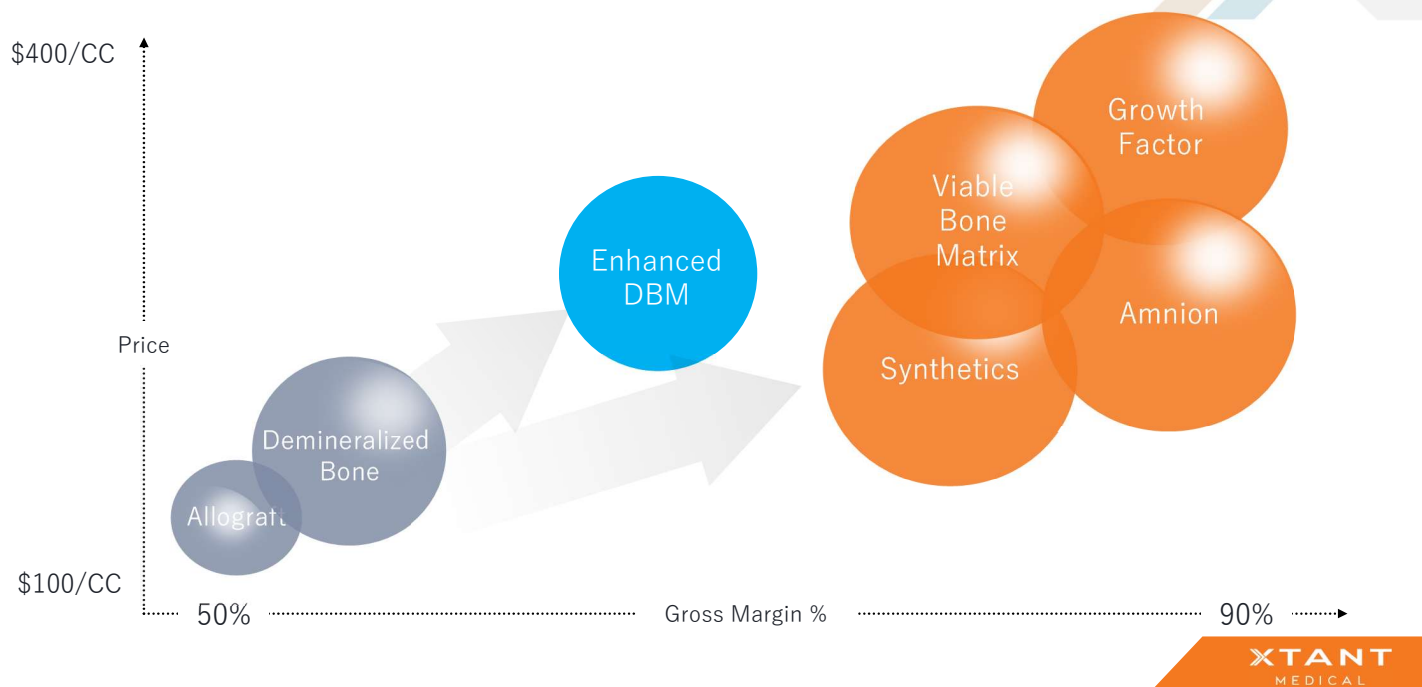 $400/CC
Growth
Factor
Viable
Bone
Matrix
Enhanced
DBM
Amnion
Price
Synthetics
Demineralized
Bone
Allograft
$100/CC
50%
Gross Margin %
90%
XTANT
MEDICAL